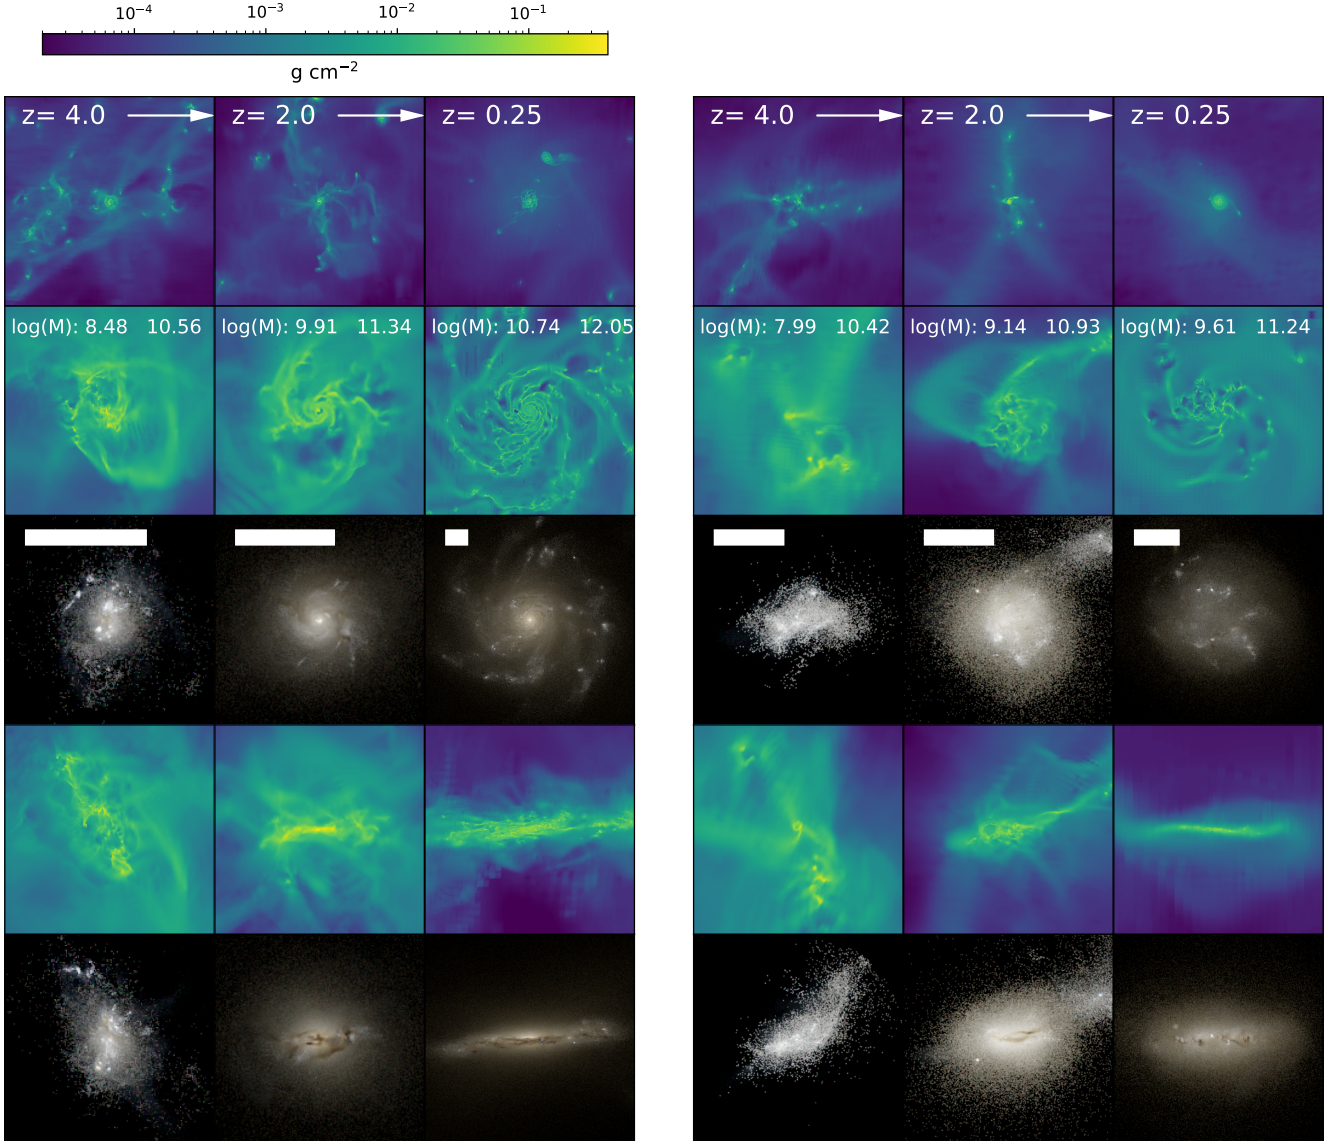 10−4 10−3 10−2 10−1
g cm−2
z= 4.0 z= 2.0 z= 0.25
log(M): 8.48 10.56 log(M): 9.91 11.34 log(M): 10.74 12.05
z= 4.0 z= 2.0 z= 0.25
log(M): 7.99 10.42 log(M): 9.14 10.93 log(M): 9.61 11.24